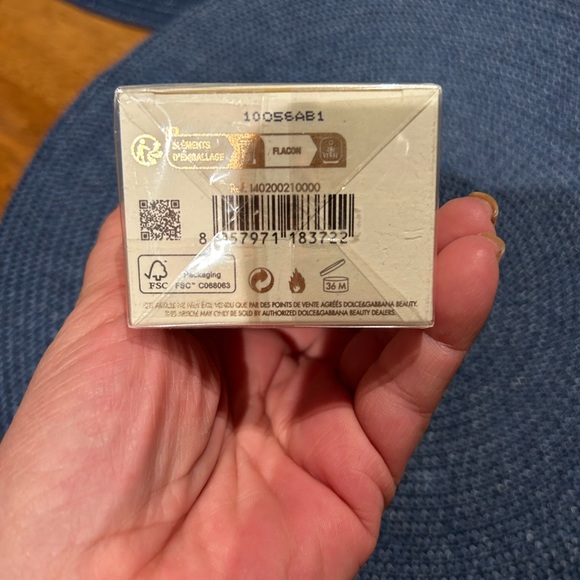 10056AB1
ÉLÉMENTS
D'EMBALLAGE
FLACON
Réf. I40200210000
8 057971 183722
Packaging
FSC
FSC™ C068063
36 M
CET ARTICLE NE PEUT ÊTRE VENDU QUE PAR DES POINTS DE VENTE AGRÉÉS DOLCE&GABBANA BEAUTY.
THIS ARTICLE MAY ONLY BE SOLD BY AUTHORIZED DOLCE&GABBANA BEAUTY DEALERS.